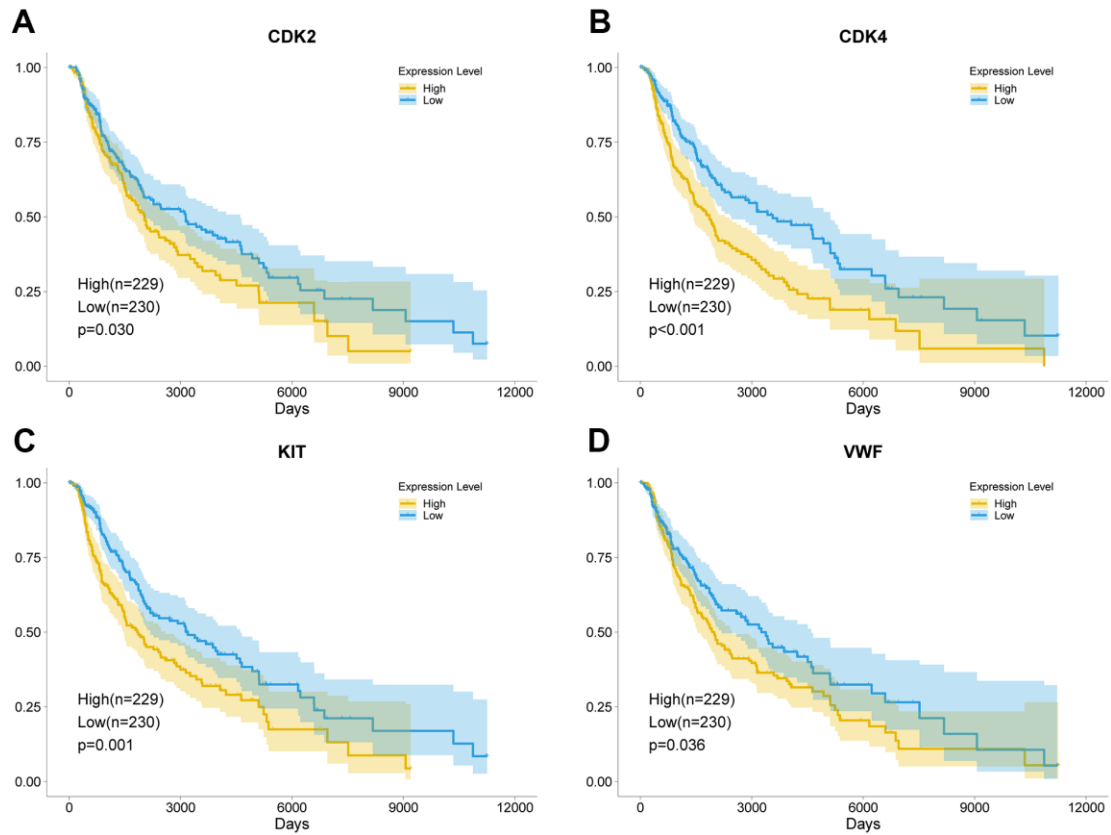 A
CDK2
Expression Level
High
Low
1.00
0.75
0.50
0.25
0.00
High(n=229)
Low(n=230)
p=0.030
0 3000 6000 9000 12000
Days
B
CDK4
Expression Level
High
Low
1.00
0.75
0.50
0.25
0.00
High(n=229)
Low(n=230)
p<0.001
0 3000 6000 9000 12000
Days
C
KIT
Expression Level
High
Low
1.00
0.75
0.50
0.25
0.00
High(n=229)
Low(n=230)
p=0.001
0 3000 6000 9000 12000
Days
D
VWF
Expression Level
High
Low
1.00
0.75
0.50
0.25
0.00
High(n=229)
Low(n=230)
p=0.036
0 3000 6000 9000 12000
Days